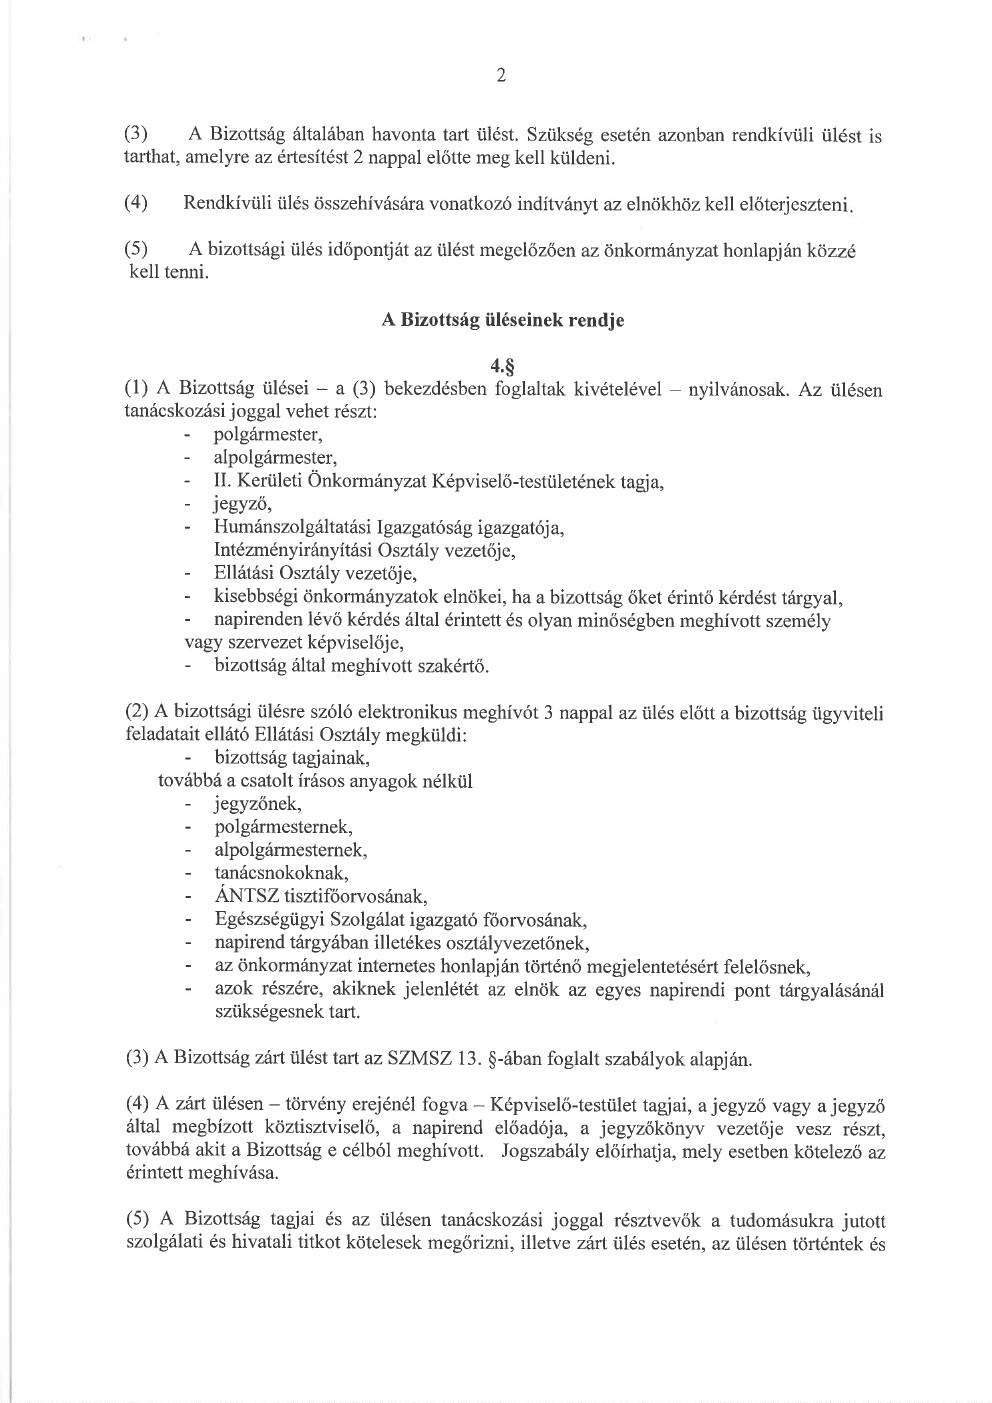 2
(3) A Bizottság általában havonta tart ülést. Szükség esetén azonban rendkívüli ülést is
tarthat, amelyre az értesítést 2 nappal előtte meg kell küldeni.
(4) Rendkívüli ülés összehívására vonatkozó indítványt az elnökhöz kell előterjeszteni.
(5) A bizottsági ülés időpontját az ülést megelőzően az önkormányzat honlapján közzé
kell tenni.
A Bizottság üléseinek rendje
4.§
(1) A Bizottság ülései – a (3) bekezdésben foglaltak kivételével – nyilvánosak. Az ülésen
tanácskozási joggal vehet részt:
- polgármester,
- alpolgármester,
- II. Kerületi Önkormányzat Képviselő-testületének tagja,
- jegyző,
- Humánszolgáltatási Igazgatóság igazgatója,
Intézményirányítási Osztály vezetője,
- Ellátási Osztály vezetője,
- kisebbségi önkormányzatok elnökei, ha a bizottság őket érintő kérdést tárgyal,
- napirenden lévő kérdés által érintett és olyan minőségben meghívott személy
vagy szervezet képviselője,
- bizottság által meghívott szakértő.
(2) A bizottsági ülésre szóló elektronikus meghívót 3 nappal az ülés előtt a bizottság ügyviteli
feladatait ellátó Ellátási Osztály megküldi:
- bizottság tagjainak,
továbbá a csatolt írásos anyagok nélkül
- jegyzőnek,
- polgármesternek,
- alpolgármesternek,
- tanácsnokoknak,
- ÁNTSZ tisztifőorvosának,
- Egészségügyi Szolgálat igazgató főorvosának,
- napirend tárgyában illetékes osztályvezetőnek,
- az önkormányzat internetes honlapján történő megjelentetésért felelősnek,
- azok részére, akiknek jelenlétét az elnök az egyes napirendi pont tárgyalásánál
szükségesnek tart.
(3) A Bizottság zárt ülést tart az SZMSZ 13. §-ában foglalt szabályok alapján.
(4) A zárt ülésen – törvény erejénél fogva – Képviselő-testület tagjai, a jegyző vagy a jegyző
által megbízott köztisztviselő, a napirend előadója, a jegyzőkönyv vezetője vesz részt,
továbbá akit a Bizottság e célból meghívott. Jogszabály előírhatja, mely esetben kötelező az
érintett meghívása.
(5) A Bizottság tagjai és az ülésen tanácskozási joggal résztvevők a tudomásukra jutott
szolgálati és hivatali titkot kötelesek megőrizni, illetve zárt ülés esetén, az ülésen történtek és